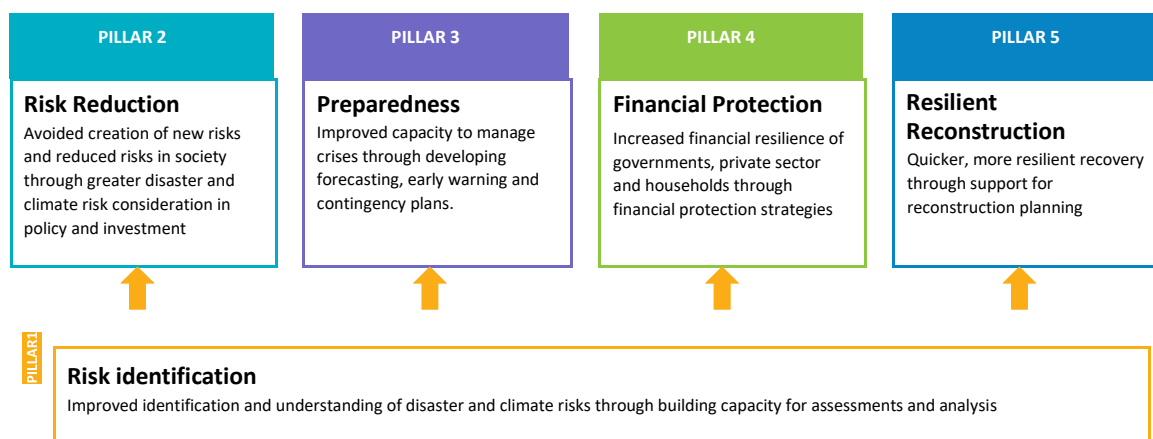 PILLAR 2
Risk Reduction
Avoided creation of new risks
and reduced risks in society
through greater disaster and
climate risk consideration in
policy and investment
PILLAR 3
Preparedness
Improved capacity to manage
crises through developing
forecasting, early warning and
contingency plans.
PILLAR 4
Financial Protection
Increased financial resilience of
governments, private sector
and households through
financial protection strategies
PILLAR 5
Resilient
Reconstruction
Quicker, more resilient recovery
through support for
reconstruction planning
PILLAR1
Risk identification
Improved identification and understanding of disaster and climate risks through building capacity for assessments and analysis